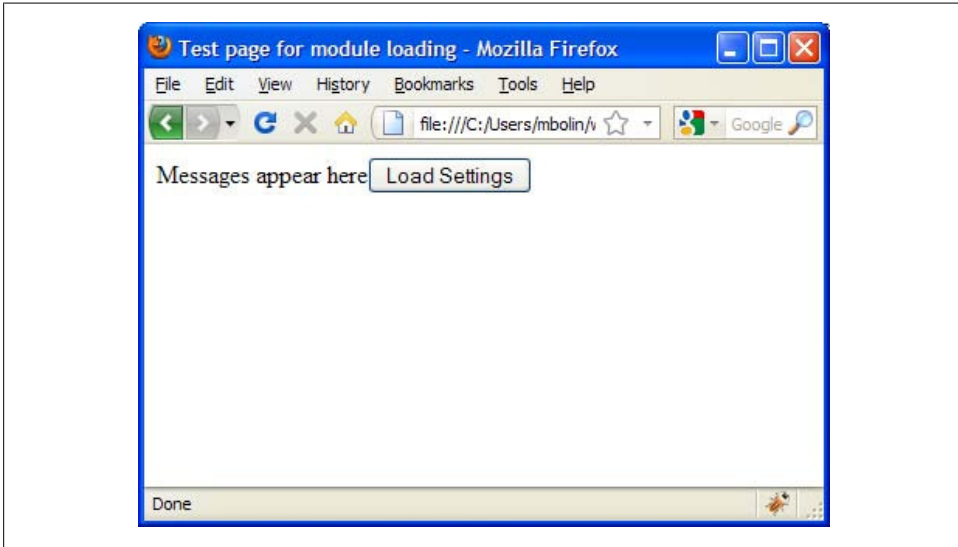 Test page for module loading - Mozilla Firefox
File Edit View History Bookmarks Tools Help
file:///C:/Users/mbolin/ Google
Messages appear here Load Settings
Done